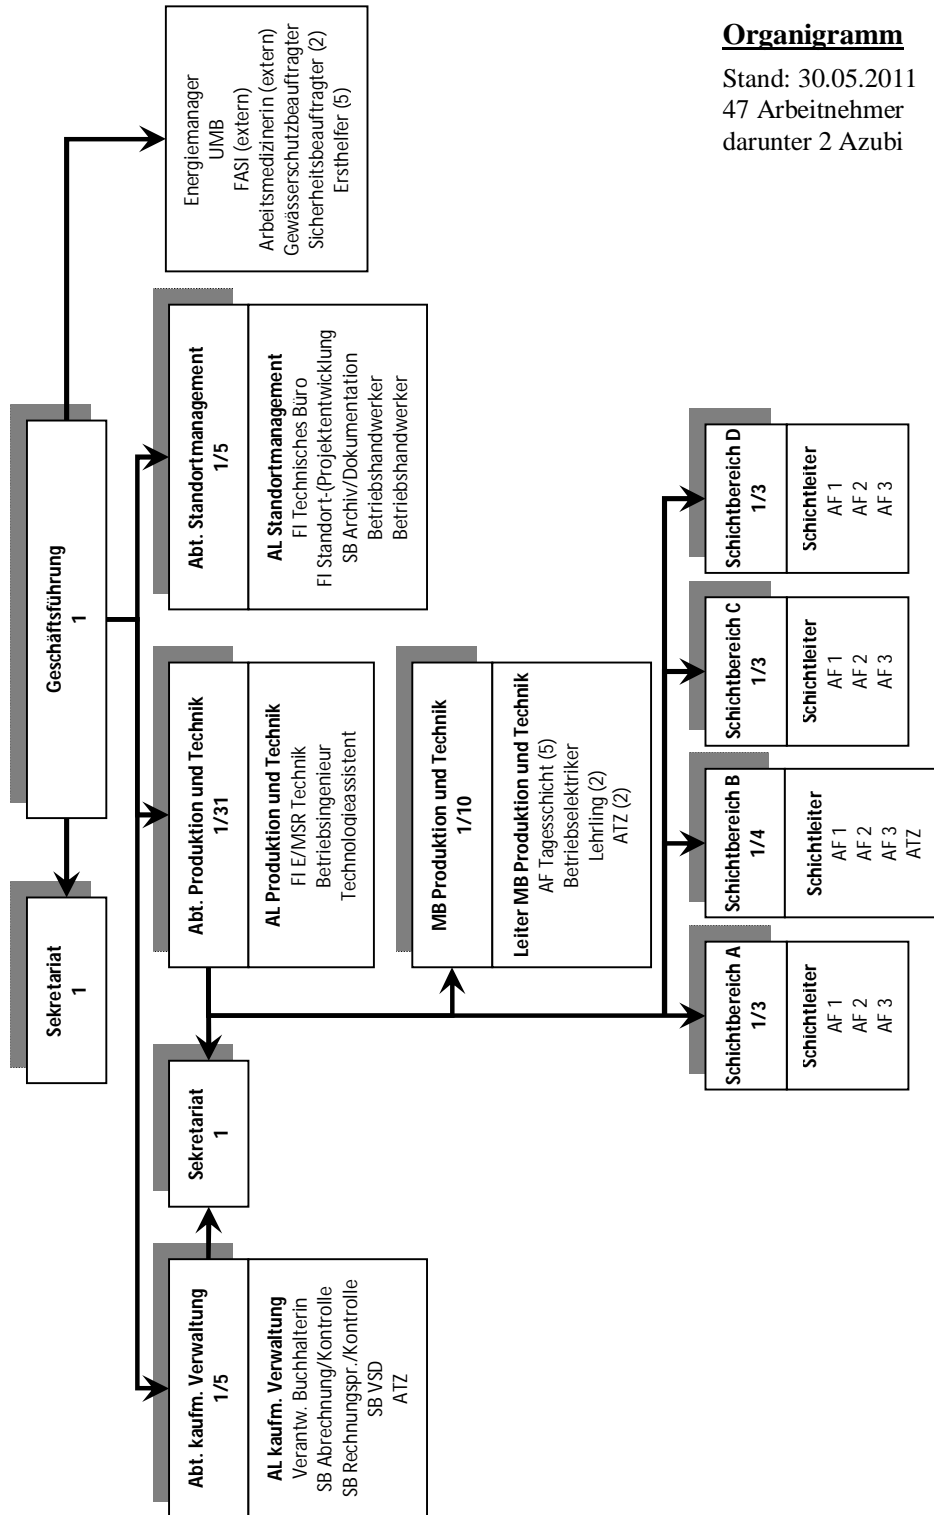 Organigramm
Stand: 30.05.2011
47 Arbeitnehmer
darunter 2 Azubi
Geschäftsführung
1
Sekretariat
1
Energiemanager
UMB
FASI (extern)
Arbeitsmedizinerin (extern)
Gewässerschutzbeauftragter
Sicherheitsbeauftragter (2)
Ersthelfer (5)
Abt. kaufm. Verwaltung
1/5
AL kaufm. Verwaltung
Verantw. Buchhalterin
SB Abrechnung/Kontrolle
SB Rechnungspr./Kontrolle
SB VSD
ATZ
Sekretariat
1
Abt. Produktion und Technik
1/31
AL Produktion und Technik
FI E/MSR Technik
Betriebsingenieur
Technologieassistent
Abt. Standortmanagement
1/5
AL Standortmanagement
FI Technisches Büro
FI Standort-(Projektentwicklung
SB Archiv/Dokumentation
Betriebshandwerker
Betriebshandwerker
MB Produktion und Technik
1/10
Leiter MB Produktion und Technik
AF Tagesschicht (5)
Betriebselektriker
Lehrling (2)
ATZ (2)
Schichtbereich A
1/3
Schichtleiter
AF 1
AF 2
AF 3
Schichtbereich B
1/4
Schichtleiter
AF 1
AF 2
AF 3
ATZ
Schichtbereich C
1/3
Schichtleiter
AF 1
AF 2
AF 3
Schichtbereich D
1/3
Schichtleiter
AF 1
AF 2
AF 3